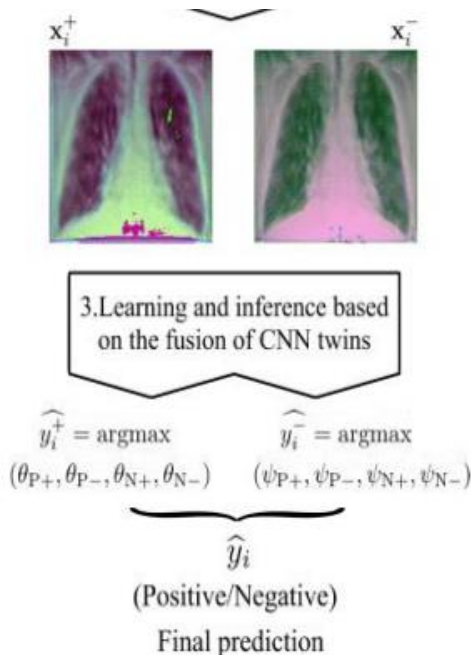 x_i^+ x_i^-
3.Learning and inference based
on the fusion of CNN twins
\widehat{y_i^+} = argmax \widehat{y_i^-} = argmax
(θ_{P+}, θ_{P−}, θ_{N+}, θ_{N−}) (ψ_{P+}, ψ_{P−}, ψ_{N+}, ψ_{N−})
\widehat{y}_i
(Positive/Negative)
Final prediction